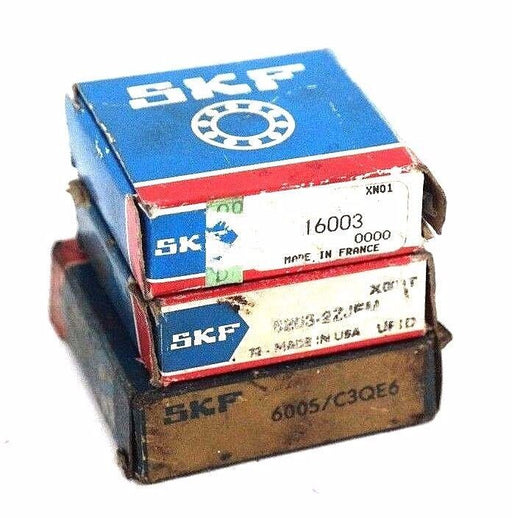 SKF
XN01
16003
SKF
0000
MADE IN FRANCE
SKF
MADE IN USA
SKF
6005/C3QE6